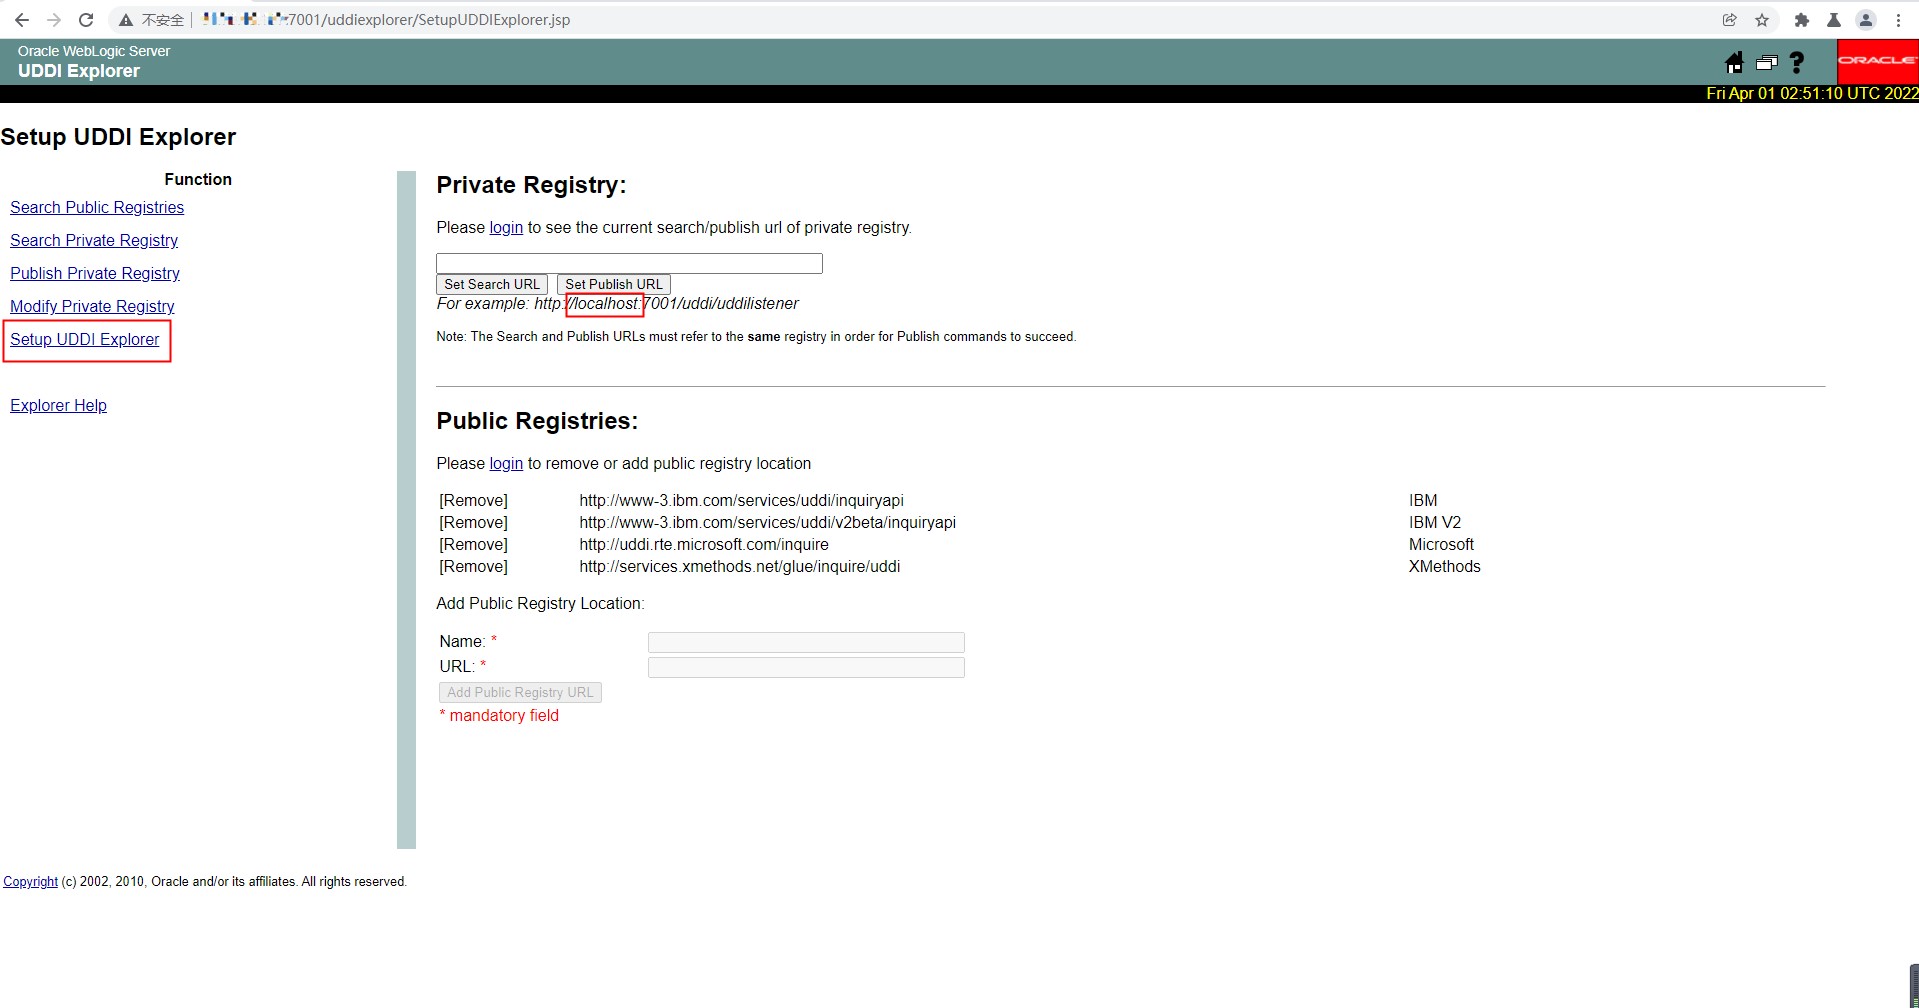 不安全
7001/uddiexplorer/SetupUDDIExplorer.jsp
Oracle WebLogic Server
UDDI Explorer
ORACLE
Fri Apr 01 02:51:10 UTC 2022
Setup UDDI Explorer
Function
Search Public Registries
Search Private Registry
Publish Private Registry
Modify Private Registry
Setup UDDI Explorer
Explorer Help
Private Registry:
Please login to see the current search/publish url of private registry.
Set Search URL Set Publish URL
For example: http://localhost:7001/uddi/uddilistener
Note: The Search and Publish URLs must refer to the same registry in order for Publish commands to succeed.
Public Registries:
Please login to remove or add public registry location
[Remove] http://www-3.ibm.com/services/uddi/inquiryapi IBM
[Remove] http://www-3.ibm.com/services/uddi/v2beta/inquiryapi IBM V2
[Remove] http://uddi.rte.microsoft.com/inquire Microsoft
[Remove] http://services.xmethods.net/glue/inquire/uddi XMethods
Add Public Registry Location:
Name: *
URL: *
Add Public Registry URL
* mandatory field
Copyright (c) 2002, 2010, Oracle and/or its affiliates. All rights reserved.